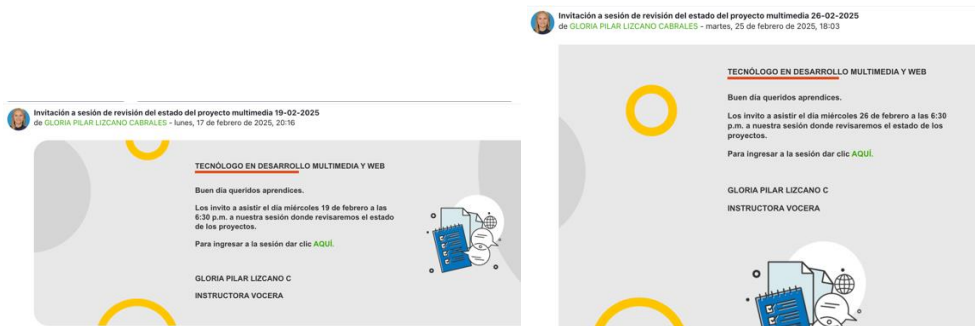 Invitación a sesión de revisión del estado del proyecto multimedia 19-02-2025
de GLORIA PILAR LIZCANO CABRALES - lunes, 17 de febrero de 2025, 20:16
TECNÓLOGO EN DESARROLLO MULTIMEDIA Y WEB
Buen día queridos aprendices.
Los invito a asistir el día miércoles 19 de febrero a las
6:30 p.m. a nuestra sesión donde revisaremos el estado
de los proyectos.
Para ingresar a la sesión dar clic AQUÍ.
GLORIA PILAR LIZCANO C
INSTRUCTORA VOCERA
Invitación a sesión de revisión del estado del proyecto multimedia 26-02-2025
de GLORIA PILAR LIZCANO CABRALES - martes, 25 de febrero de 2025, 18:03
TECNÓLOGO EN DESARROLLO MULTIMEDIA Y WEB
Buen día queridos aprendices.
Los invito a asistir el día miércoles 26 de febrero a las 6:30
p.m. a nuestra sesión donde revisaremos el estado de los
proyectos.
Para ingresar a la sesión dar clic AQUÍ.
GLORIA PILAR LIZCANO C
INSTRUCTORA VOCERA